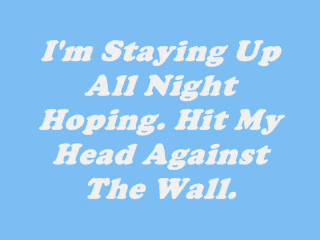 I'm Staying Up
All Night
Hoping. Hit My
Head Against
The Wall.